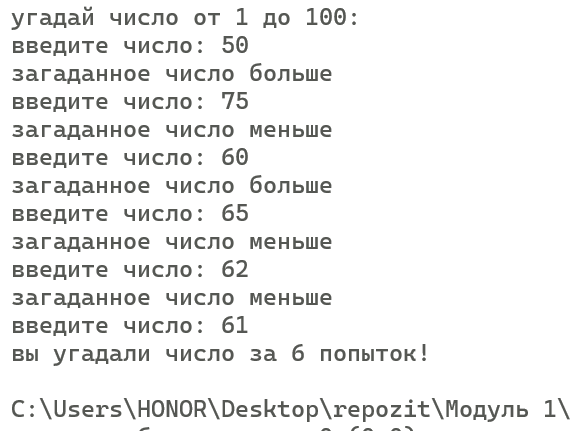 угадай число от 1 до 100:
введите число: 50
загаданное число больше
введите число: 75
загаданное число меньше
введите число: 60
загаданное число больше
введите число: 65
загаданное число меньше
введите число: 62
загаданное число меньше
введите число: 61
вы угадали число за 6 попыток!
C:\Users\HONOR\Desktop\repozit\Модуль 1\